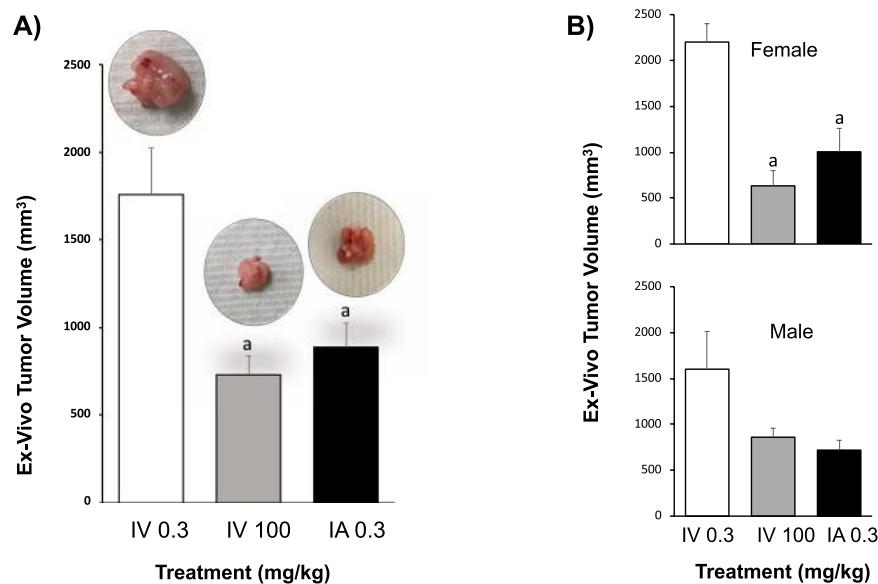 A)
Ex-Vivo Tumor Volume (mm³)
2500
2000
1500
1000
500
0
a
a
IV 0.3 IV 100 IA 0.3
Treatment (mg/kg)
B)
Ex-Vivo Tumor Volume (mm³)
Female
2500
2000
1500
1000
500
0
a
a
Male
2500
2000
1500
1000
500
0
IV 0.3 IV 100 IA 0.3
Treatment (mg/kg)